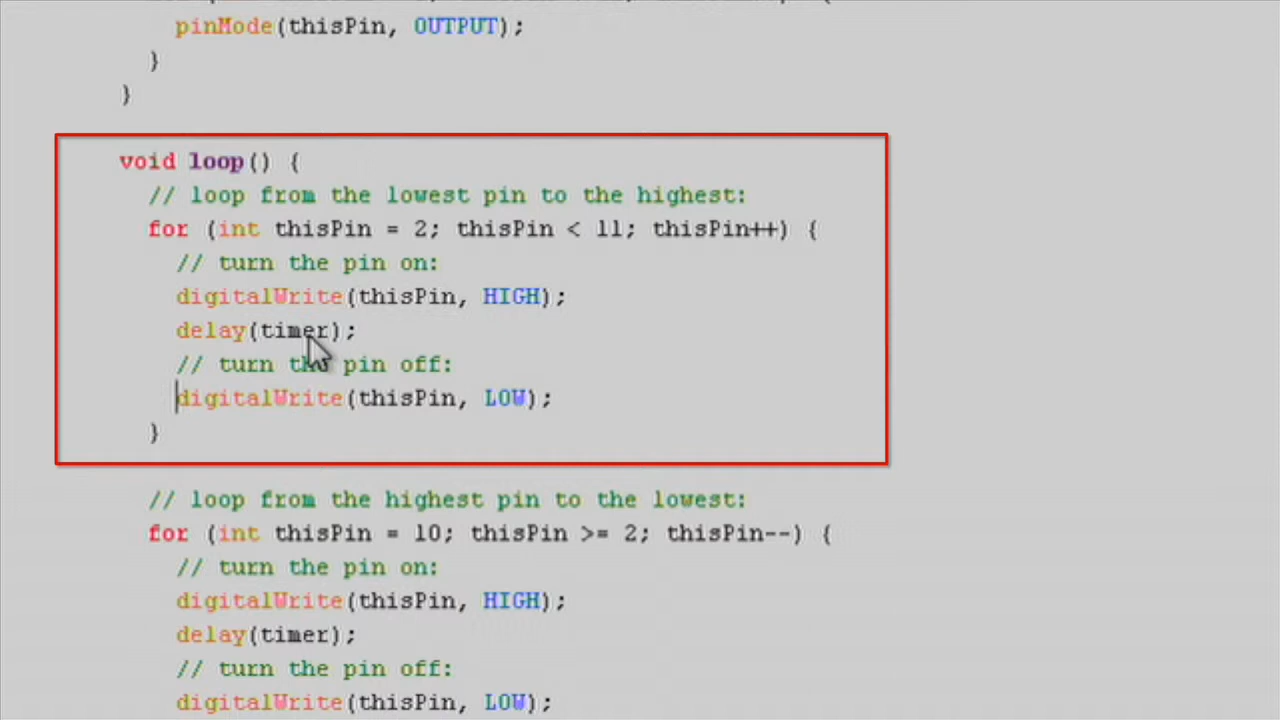 pinMode(thisPin, OUTPUT);
}
}
void loop() {
// loop from the lowest pin to the highest:
for (int thisPin = 2; thisPin < 11; thisPin++) {
// turn the pin on:
digitalWrite(thisPin, HIGH);
delay(timer);
// turn the pin off:
digitalWrite(thisPin, LOW);
}
// loop from the highest pin to the lowest:
for (int thisPin = 10; thisPin >= 2; thisPin--) {
// turn the pin on:
digitalWrite(thisPin, HIGH);
delay(timer);
// turn the pin off:
digitalWrite(thisPin, LOW);